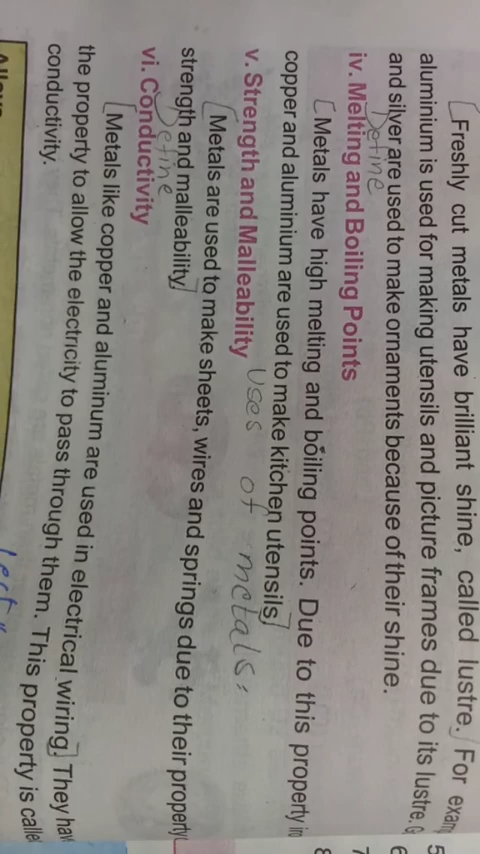 [Freshly cut metals have brilliant shine, called lustre.] For
aluminium is used for making utensils and picture frames due to its lustre.
and silver are used to make ornaments because of their shine.
Define
iv. Melting and Boiling Points
[Metals have high melting and boiling points. Due to this property
copper and aluminium are used to make kitchen utensils]
v. Strength and Malleability Uses of metals:
[Metals are used to make sheets, wires and springs due to their property
strength and malleability]
Define
vi. Conductivity
[Metals like copper and aluminum are used in electrical wiring.] They
the property to allow the electricity to pass through them. This property is
conductivity.
5
6
7
8